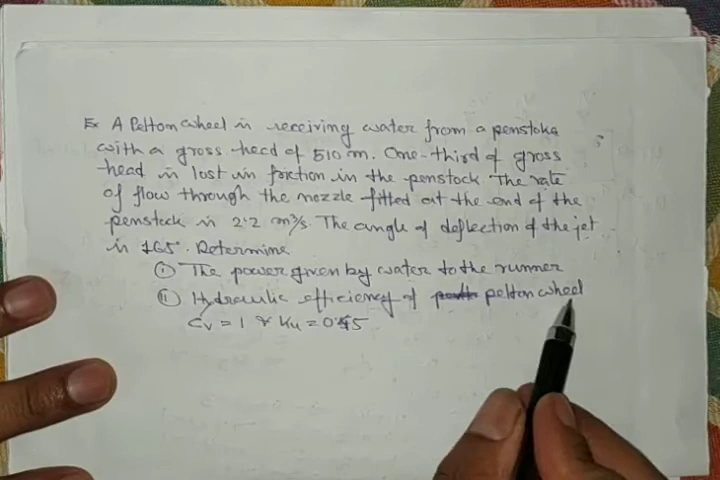 Ex A Pelton wheel is receiving water from a penstoke
with a gross head of 510 m. One-third of gross
head is lost in friction in the penstock The rate
of flow through the nozzle fitted at the end of the
penstock is 2.2 m³/s. The angle of deflection of the jet
is 165°. Determine
① The power given by water to the runner
② Hydraulic efficiency of pelton wheel
Cv = 1 & Ku = 0.45